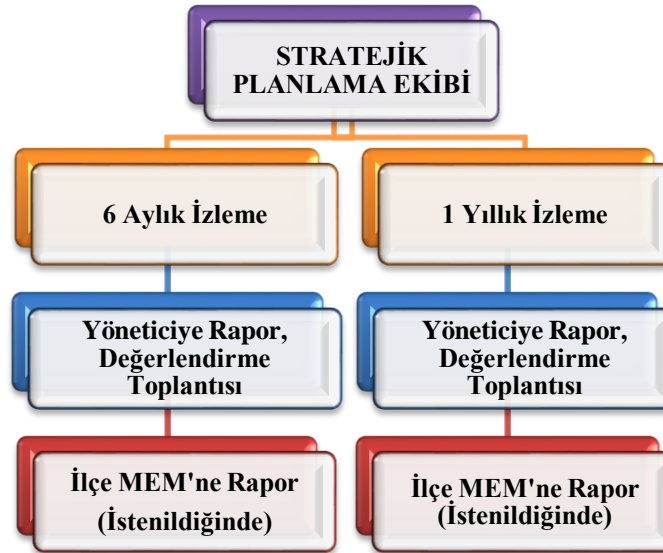 STRATEJİK
PLANLAMA EKİBİ
6 Aylık İzleme
1 Yıllık İzleme
Yöneticiye Rapor,
Değerlendirme
Toplantısı
Yöneticiye Rapor,
Değerlendirme
Toplantısı
İlçe MEM'ne Rapor
(İstenildiğinde)
İlçe MEM'ne Rapor
(İstenildiğinde)